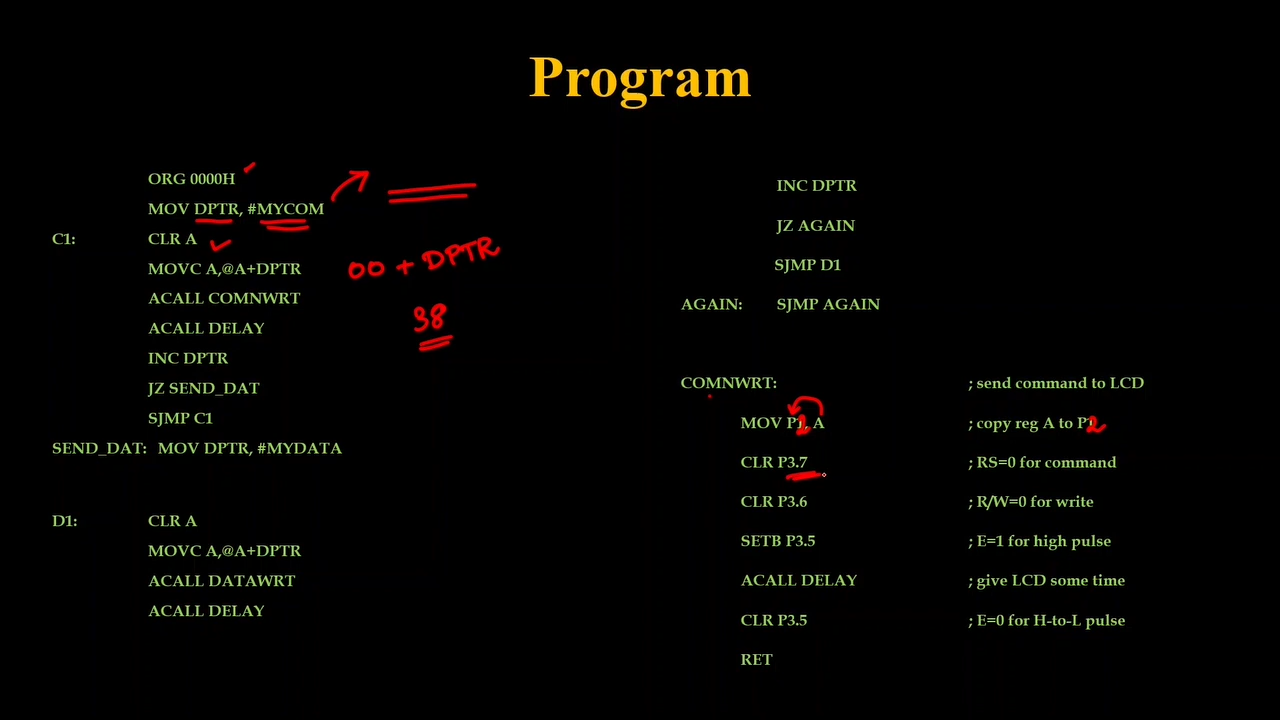 Program
ORG 0000H
MOV DPTR, #MYCOM
C1: CLR A
MOVC A,@A+DPTR
ACALL COMNWRT
ACALL DELAY
INC DPTR
JZ SEND_DAT
SJMP C1
SEND_DAT: MOV DPTR, #MYDATA
D1: CLR A
MOVC A,@A+DPTR
ACALL DATAWRT
ACALL DELAY
00 + DPTR
38
INC DPTR
JZ AGAIN
SJMP D1
AGAIN: SJMP AGAIN
COMNWRT: ; send command to LCD
MOV P2, A ; copy reg A to P2
CLR P3.7 ; RS=0 for command
CLR P3.6 ; R/W=0 for write
SETB P3.5 ; E=1 for high pulse
ACALL DELAY ; give LCD some time
CLR P3.5 ; E=0 for H-to-L pulse
RET